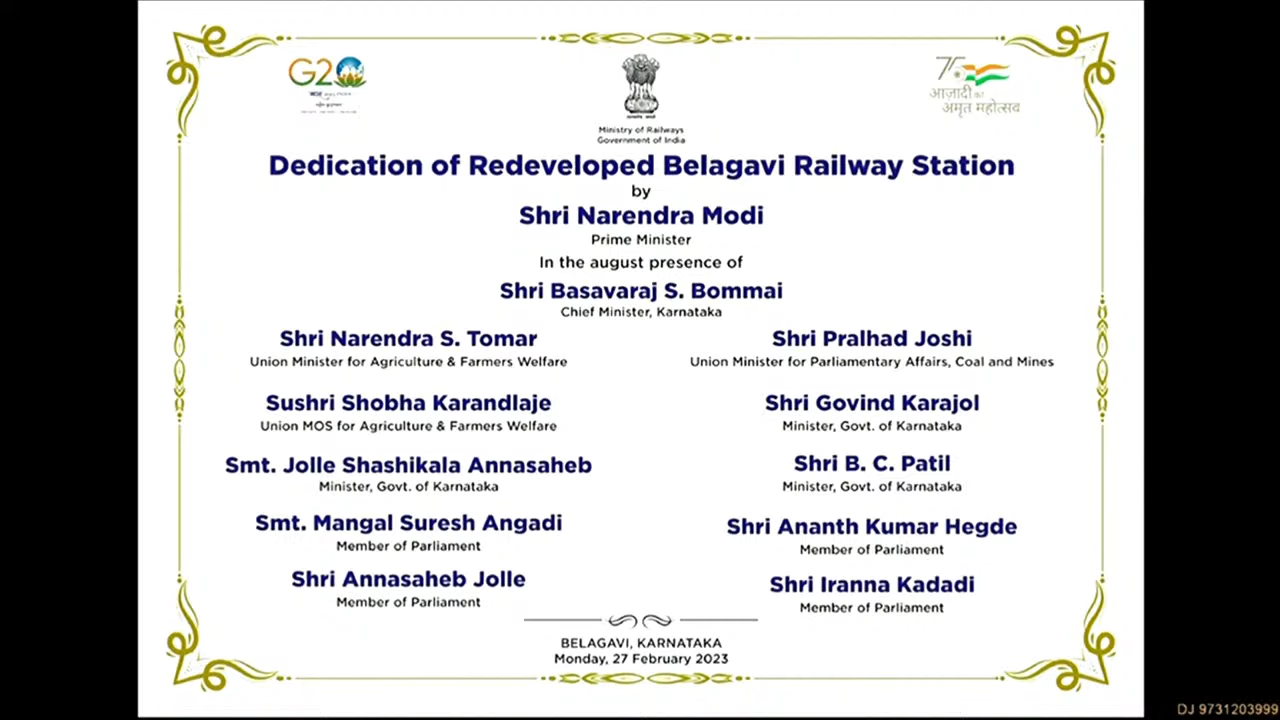 G20
75
आज़ादी का
अमृत महोत्सव
Ministry of Railways
Government of India
Dedication of Redeveloped Belagavi Railway Station
by
Shri Narendra Modi
Prime Minister
In the august presence of
Shri Basavaraj S. Bommai
Chief Minister, Karnataka
Shri Narendra S. Tomar
Union Minister for Agriculture & Farmers Welfare
Shri Pralhad Joshi
Union Minister for Parliamentary Affairs, Coal and Mines
Sushri Shobha Karandlaje
Union MOS for Agriculture & Farmers Welfare
Shri Govind Karajol
Minister, Govt. of Karnataka
Smt. Jolle Shashikala Annasaheb
Minister, Govt. of Karnataka
Shri B. C. Patil
Minister, Govt. of Karnataka
Smt. Mangal Suresh Angadi
Member of Parliament
Shri Ananth Kumar Hegde
Member of Parliament
Shri Annasaheb Jolle
Member of Parliament
Shri Iranna Kadadi
Member of Parliament
BELAGAVI, KARNATAKA
Monday, 27 February 2023
DJ 9731203999